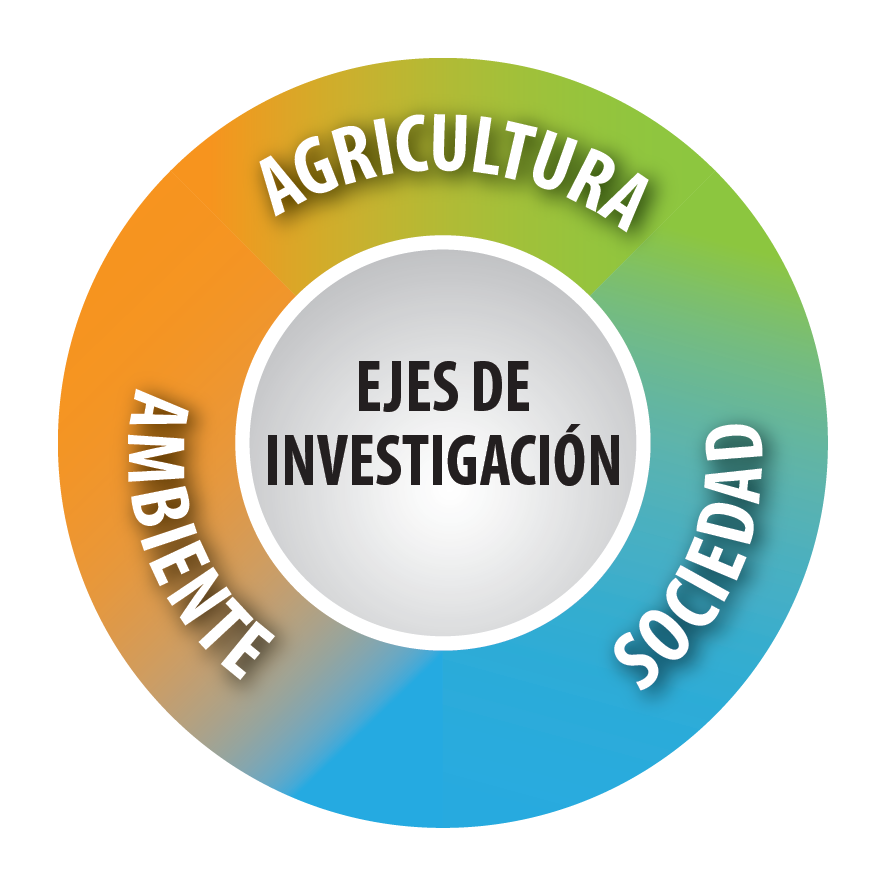 AGRICULTURA
EJES DE
INVESTIGACIÓN
AMBIENTE
SOCIEDAD